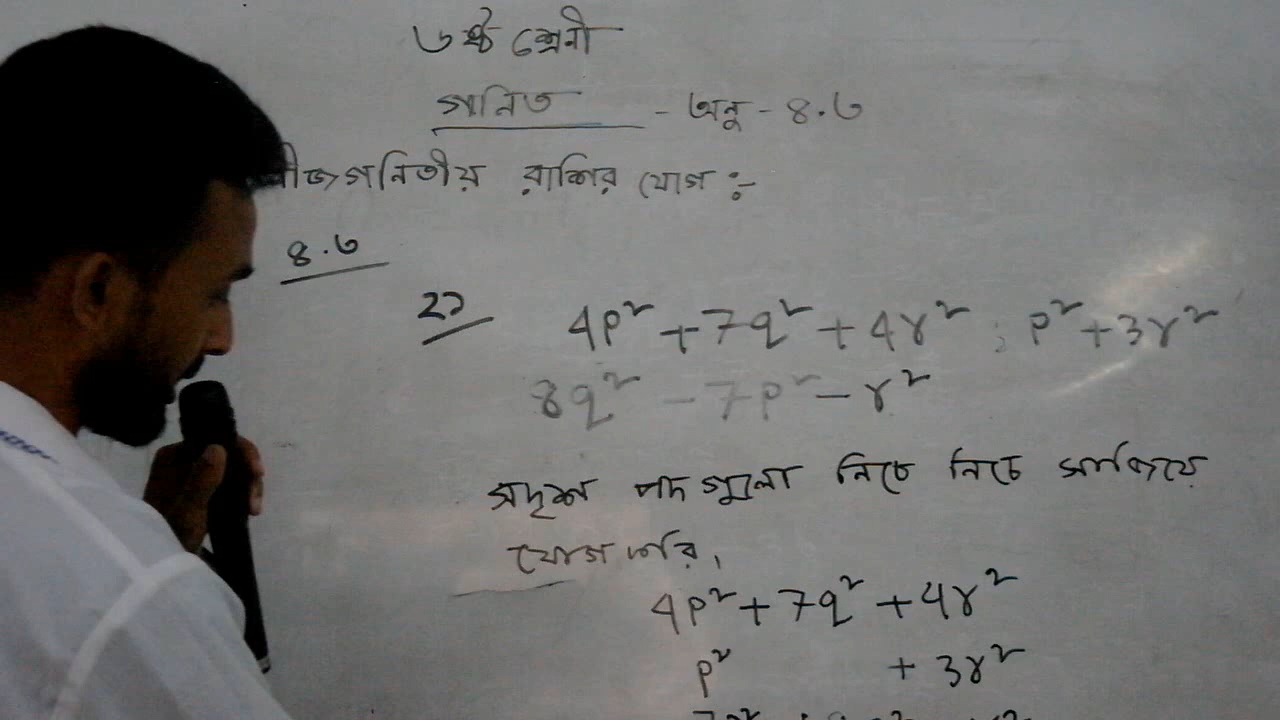 ৬ষ্ঠ শ্রেনী
গনিত - অনু - ৪.৬
বীজগনিতীয় রাশির যোগ :-
৪.৬
22 4p² + 7q² + 4r² ; p² + 3r²
8q² - 7p² - r²
সদৃশ পদগুলো নিচে নিচে সাজিয়ে
যোগ করি,
4p² + 7q² + 4r²
p² + 3r²